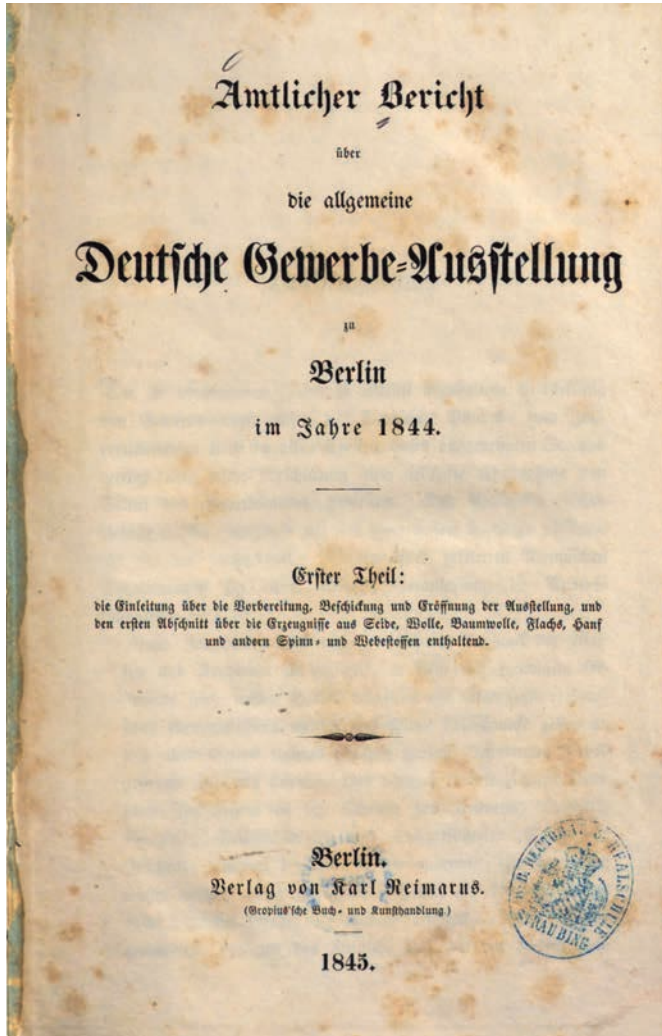 Amtlicher Bericht
über
die allgemeine
Deutsche Gewerbe-Ausstellung
zu
Berlin
im Jahre 1844.
Erster Theil:
die Einleitung über die Vorbereitung, Beschickung und Eröffnung der Ausstellung, und
den ersten Abschnitt über die Erzeugnisse aus Seide, Wolle, Baumwolle, Flachs, Hanf
und andern Spinn- und Webestoffen enthaltend.
Berlin.
Verlag von Karl Reimarus.
(Gropius'sche Buch- und Kunsthandlung.)
1845.
REALSCHULE
STRAUBING